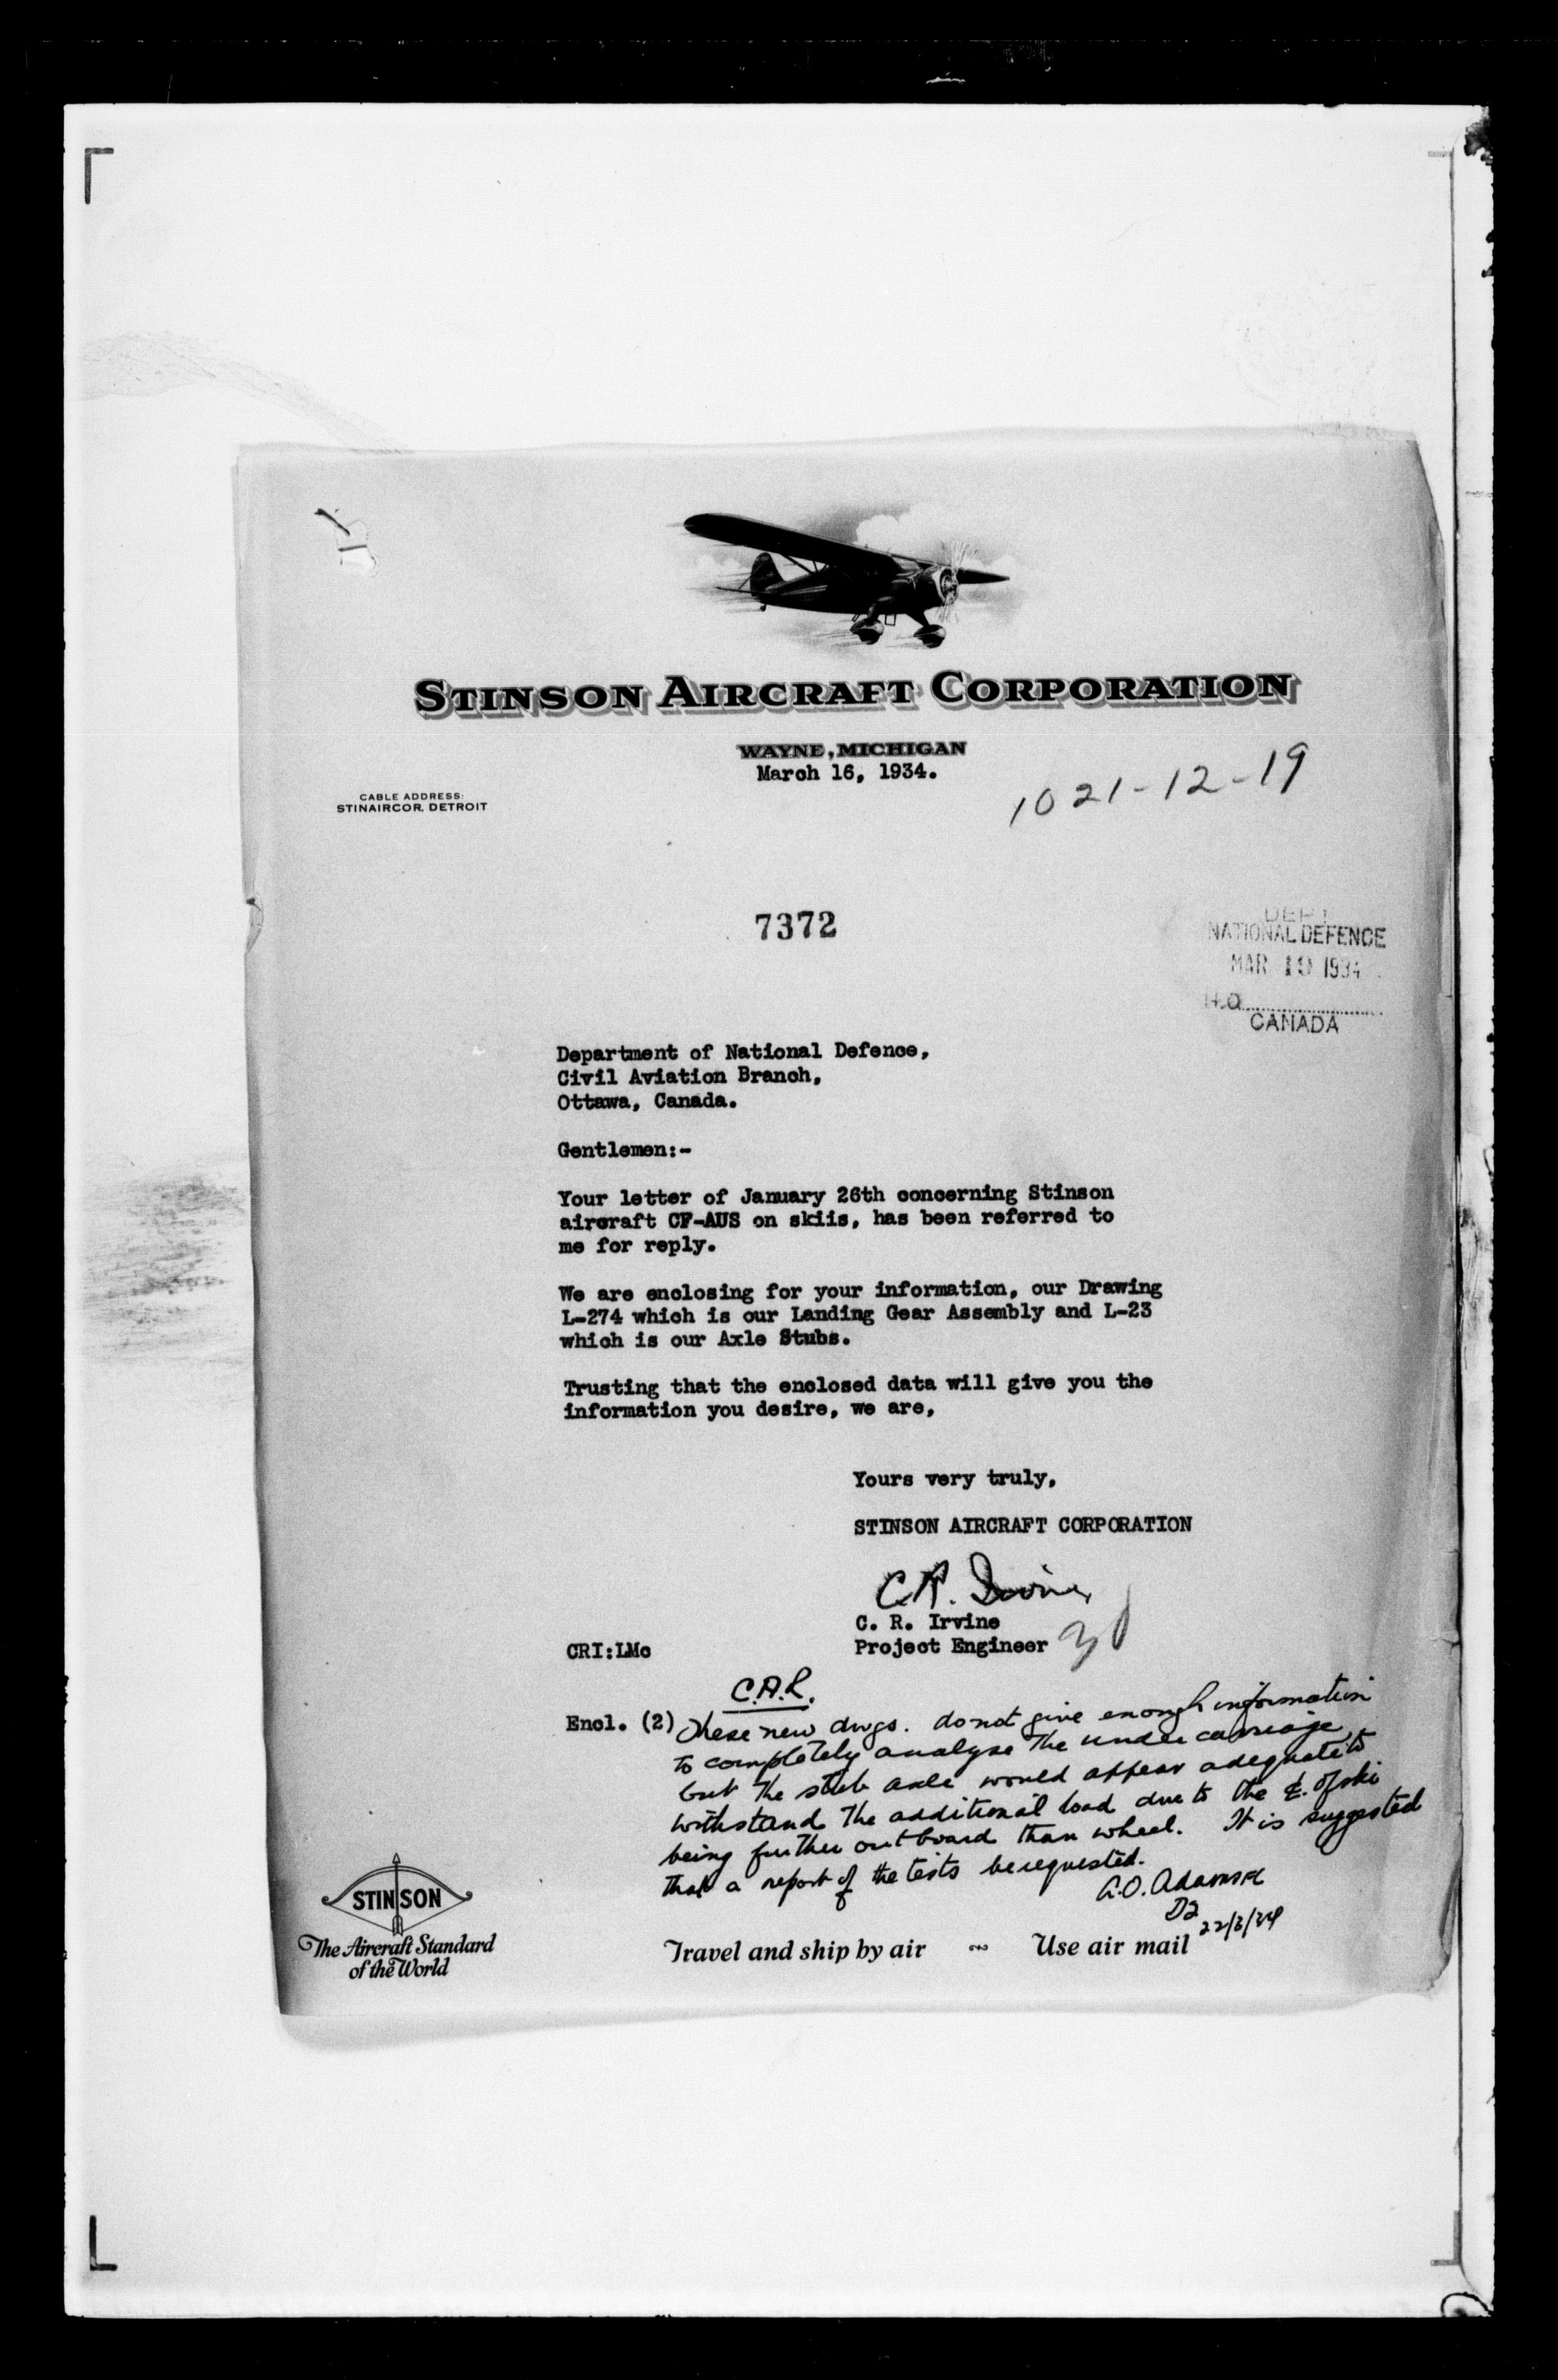 STINSON AIRCRAFT CORPORATION
WAYNE, MICHIGAN
March 16, 1934.
CABLE ADDRESS:
STINAIRCOR, DETROIT
1021-12-19
7372
DEPT
NATIONAL DEFENCE
MAR 19 1934
H.Q.
CANADA
Department of National Defence,
Civil Aviation Branch,
Ottawa, Canada.
Gentlemen:-
Your letter of January 26th concerning Stinson
aircraft CF-AUS on skiis, has been referred to
me for reply.
We are enclosing for your information, our Drawing
L-274 which is our Landing Gear Assembly and L-23
which is our Axle Stubs.
Trusting that the enclosed data will give you the
information you desire, we are,
Yours very truly,
STINSON AIRCRAFT CORPORATION
C.R. Irvine
C. R. Irvine
Project Engineer
CRI:LMc
C.A.R.
Encl. (2)
These new dwgs. do not give enough information
to completely analyse the undercarriage,
but the stub axle would appear adequate to
withstand the additional load due to the ℄. of ski
being further outboard than wheel. It is suggested
that a report of the tests be requested.
A.O. Adams
D2
22/3/34
STINSON
The Aircraft Standard
of the World
Travel and ship by air ~ Use air mail